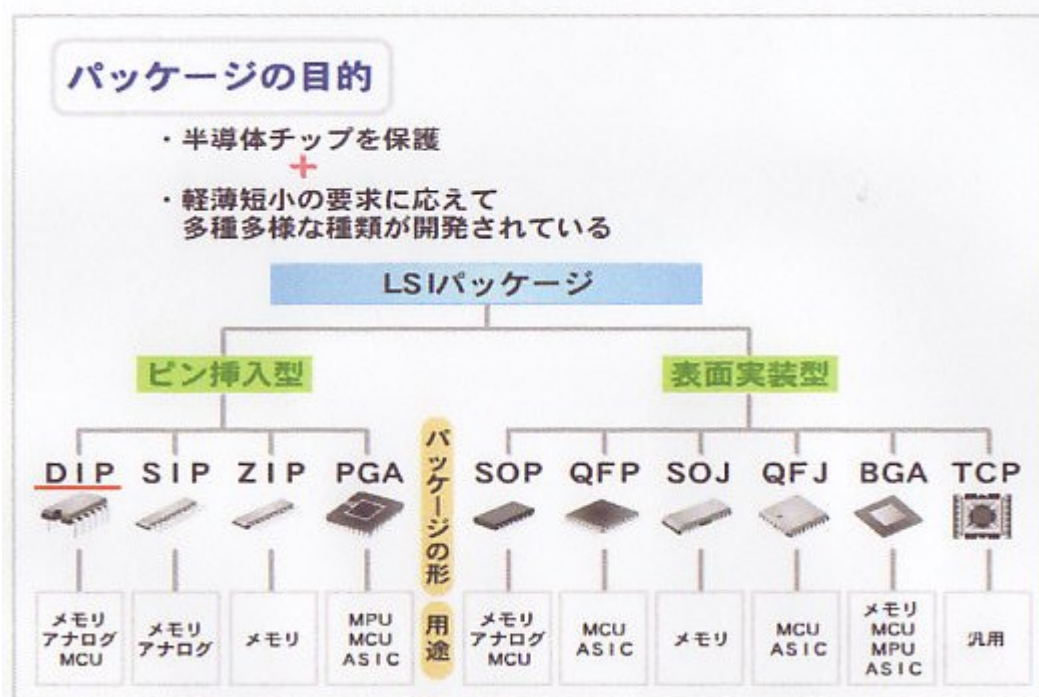 パッケージの目的
・半導体チップを保護
+
・軽薄短小の要求に応えて
多種多様な種類が開発されている
LSIパッケージ
ピン挿入型
表面実装型
DIP SIP ZIP PGA
パッケージの形
SOP QFP SOJ QFJ BGA TCP
メモリ
アナログ
MCU
メモリ
アナログ
メモリ
MPU
MCU
ASIC
用途
メモリ
アナログ
MCU
MCU
ASIC
メモリ
MCU
ASIC
メモリ
MCU
MPU
ASIC
汎用